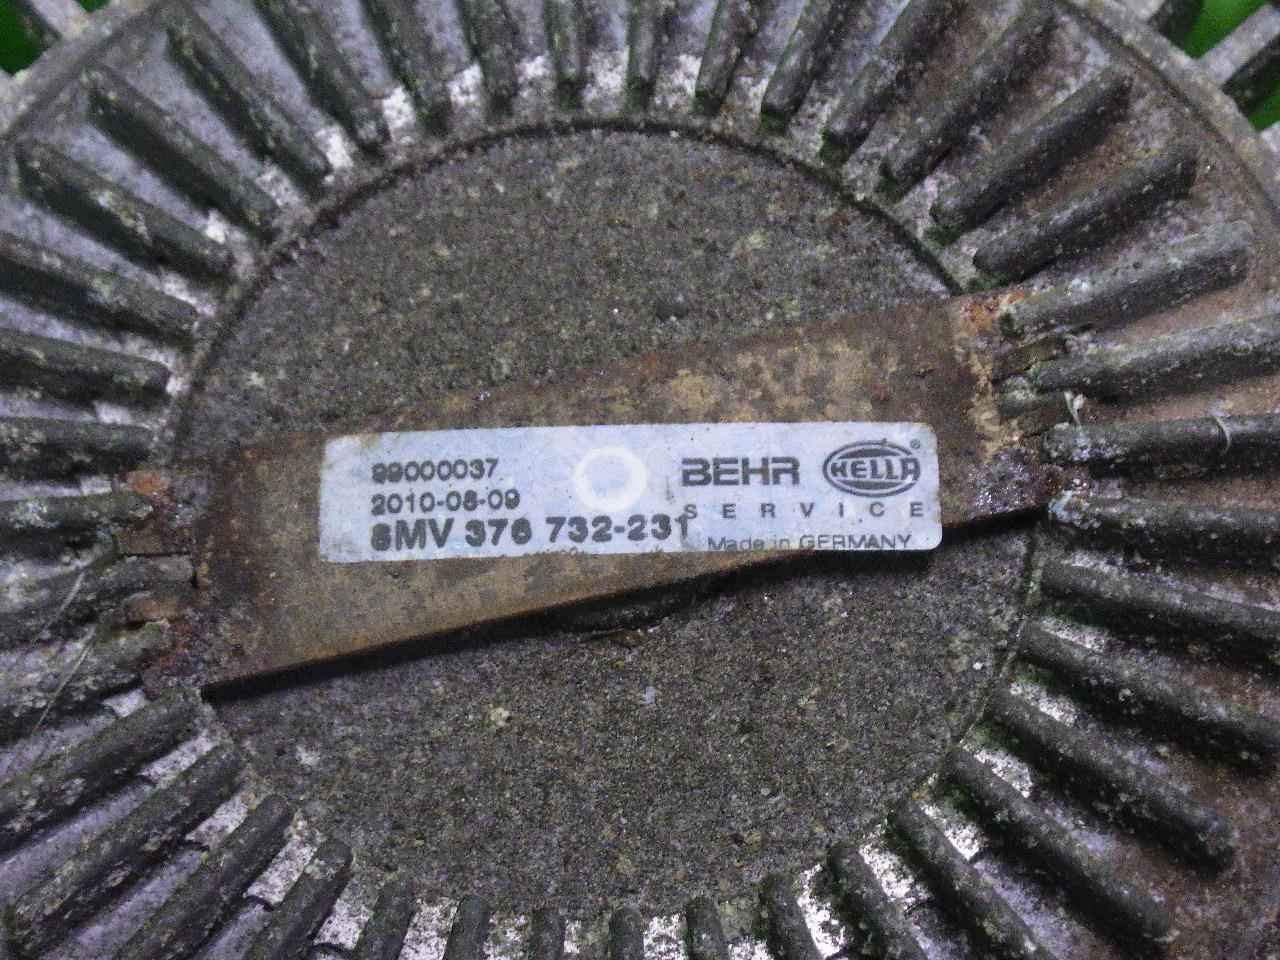 99000037
2010-08-09
8MV 376 732-231
BEHR HELLA®
SERVICE
Made in GERMANY